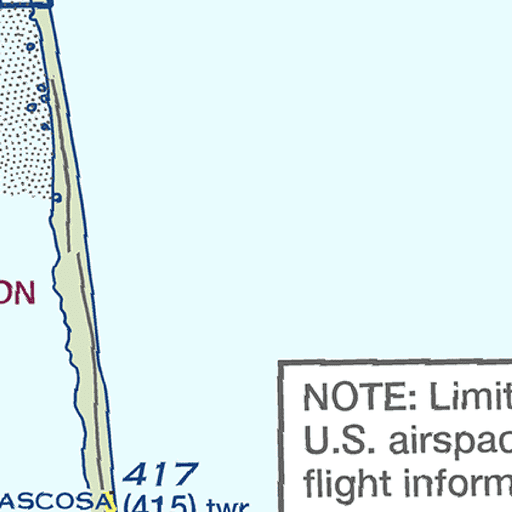 ON
NOTE: Limit
U.S. airspac
flight inform
417
ASCOSA (415) twr